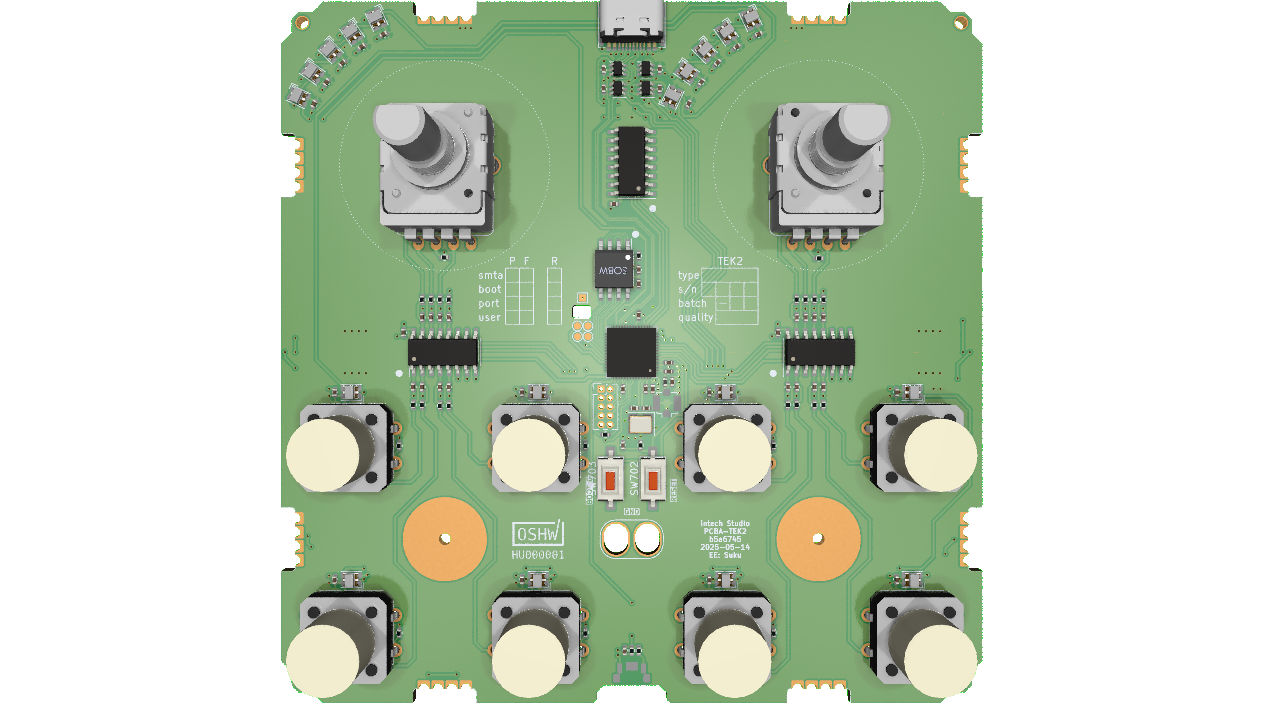 P F R
smta
boot
port
user
TEK2
type
s/n
batch
quality
SOBW
SW702
GND
OSHW
HU000001
Intech Studio
PCBA-TEK2
b5a6745
2025-05-14
EE: Suku